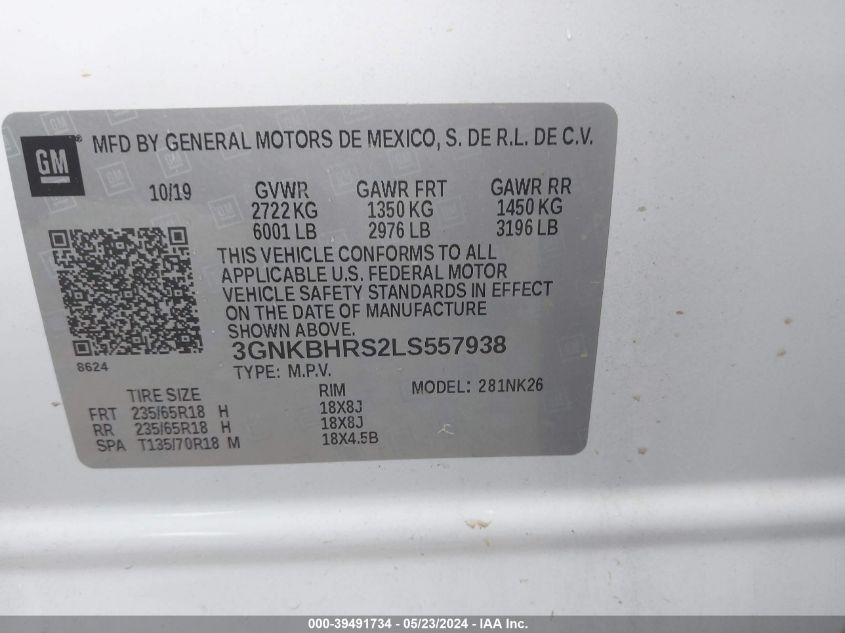 GM ® MFD BY GENERAL MOTORS DE MEXICO, S. DE R.L. DE C.V.
10/19 GVWR GAWR FRT GAWR RR
2722 KG 1350 KG 1450 KG
6001 LB 2976 LB 3196 LB
THIS VEHICLE CONFORMS TO ALL
APPLICABLE U.S. FEDERAL MOTOR
VEHICLE SAFETY STANDARDS IN EFFECT
ON THE DATE OF MANUFACTURE
SHOWN ABOVE.
3GNKBHRS2LS557938
8624
TYPE: M.P.V.
TIRE SIZE RIM MODEL: 281NK26
FRT 235/65R18 H 18X8J
RR 235/65R18 H 18X8J
SPA T135/70R18 M 18X4.5B
000-39491734 / 05/23/2024 - IAA Inc.